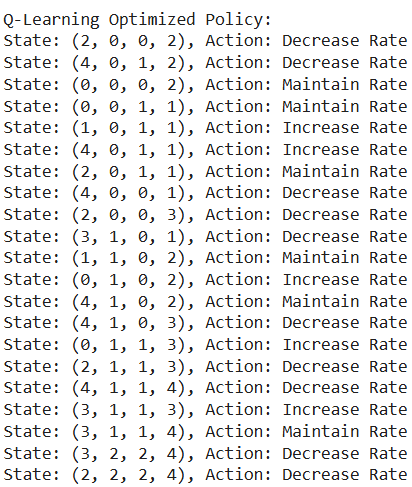 Q-Learning Optimized Policy:
State: (2, 0, 0, 2), Action: Decrease Rate
State: (4, 0, 1, 2), Action: Decrease Rate
State: (0, 0, 0, 2), Action: Maintain Rate
State: (0, 0, 1, 1), Action: Maintain Rate
State: (1, 0, 1, 1), Action: Increase Rate
State: (4, 0, 1, 1), Action: Increase Rate
State: (2, 0, 1, 1), Action: Maintain Rate
State: (4, 0, 0, 1), Action: Decrease Rate
State: (2, 0, 0, 3), Action: Decrease Rate
State: (3, 1, 0, 1), Action: Decrease Rate
State: (1, 1, 0, 2), Action: Maintain Rate
State: (0, 1, 0, 2), Action: Increase Rate
State: (4, 1, 0, 2), Action: Maintain Rate
State: (4, 1, 0, 3), Action: Decrease Rate
State: (0, 1, 1, 3), Action: Increase Rate
State: (2, 1, 1, 3), Action: Decrease Rate
State: (4, 1, 1, 4), Action: Decrease Rate
State: (3, 1, 1, 3), Action: Increase Rate
State: (3, 1, 1, 4), Action: Maintain Rate
State: (3, 2, 2, 4), Action: Decrease Rate
State: (2, 2, 2, 4), Action: Decrease Rate